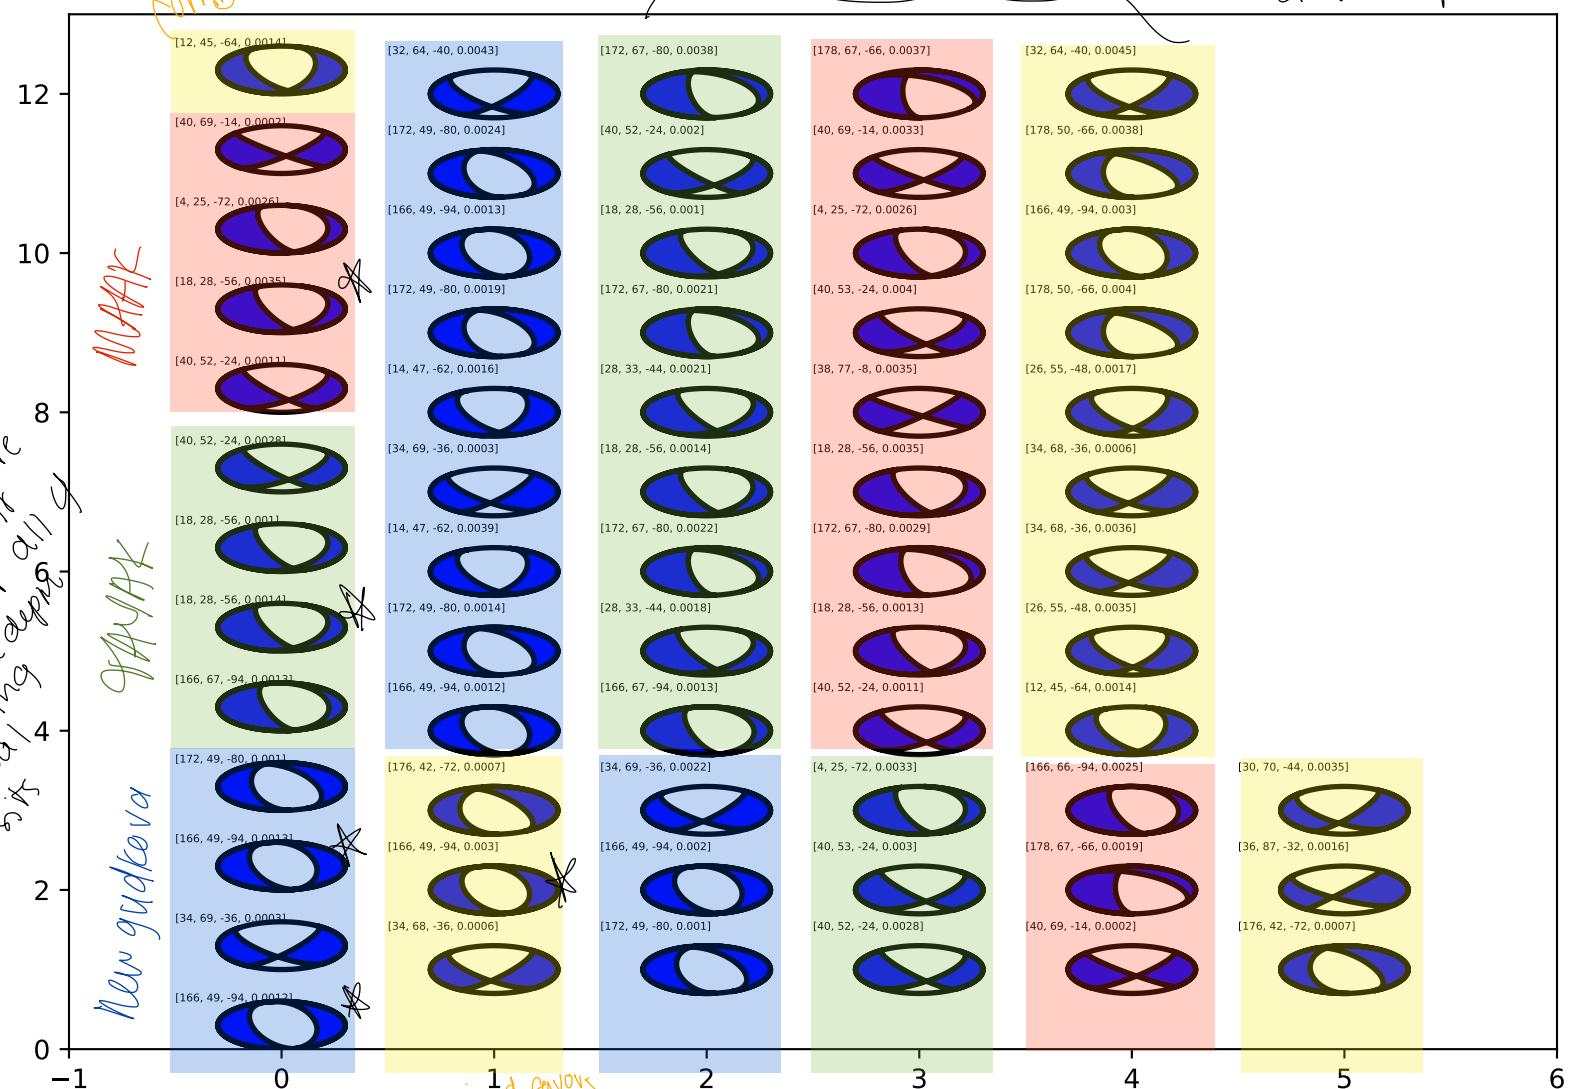 [12, 45, -64, 0.0014]
[40, 69, -14, 0.0002]
[4, 25, -72, 0.0026]
[18, 28, -56, 0.0035]
[40, 52, -24, 0.0011]
[40, 52, -24, 0.0028]
[18, 28, -56, 0.001]
[18, 28, -56, 0.0014]
[166, 67, -94, 0.0013]
[172, 49, -80, 0.001]
[166, 49, -94, 0.0013]
[34, 69, -36, 0.0003]
[166, 49, -94, 0.0012]
[32, 64, -40, 0.0043]
[172, 49, -80, 0.0024]
[166, 49, -94, 0.0013]
[172, 49, -80, 0.0019]
[14, 47, -62, 0.0016]
[34, 69, -36, 0.0003]
[14, 47, -62, 0.0039]
[172, 49, -80, 0.0014]
[166, 49, -94, 0.0012]
[176, 42, -72, 0.0007]
[166, 49, -94, 0.003]
[34, 68, -36, 0.0006]
[172, 67, -80, 0.0038]
[40, 52, -24, 0.002]
[18, 28, -56, 0.001]
[172, 67, -80, 0.0021]
[28, 33, -44, 0.0021]
[18, 28, -56, 0.0014]
[172, 67, -80, 0.0022]
[28, 33, -44, 0.0018]
[166, 67, -94, 0.0013]
[34, 69, -36, 0.0022]
[166, 49, -94, 0.002]
[172, 49, -80, 0.001]
[178, 67, -66, 0.0037]
[40, 69, -14, 0.0033]
[4, 25, -72, 0.0026]
[40, 53, -24, 0.004]
[38, 77, -8, 0.0035]
[18, 28, -56, 0.0035]
[172, 67, -80, 0.0029]
[18, 28, -56, 0.0013]
[40, 52, -24, 0.0011]
[4, 25, -72, 0.0033]
[40, 53, -24, 0.003]
[40, 52, -24, 0.0028]
[32, 64, -40, 0.0045]
[178, 50, -66, 0.0038]
[166, 49, -94, 0.003]
[178, 50, -66, 0.004]
[26, 55, -48, 0.0017]
[34, 68, -36, 0.0006]
[34, 68, -36, 0.0036]
[26, 55, -48, 0.0035]
[12, 45, -64, 0.0014]
[166, 66, -94, 0.0025]
[178, 67, -66, 0.0019]
[40, 69, -14, 0.0002]
[30, 70, -44, 0.0035]
[36, 87, -32, 0.0016]
[176, 42, -72, 0.0007]
12
10
8
6
4
2
0
−1
0
1
2
3
4
5
6
MAAK
New gudkova